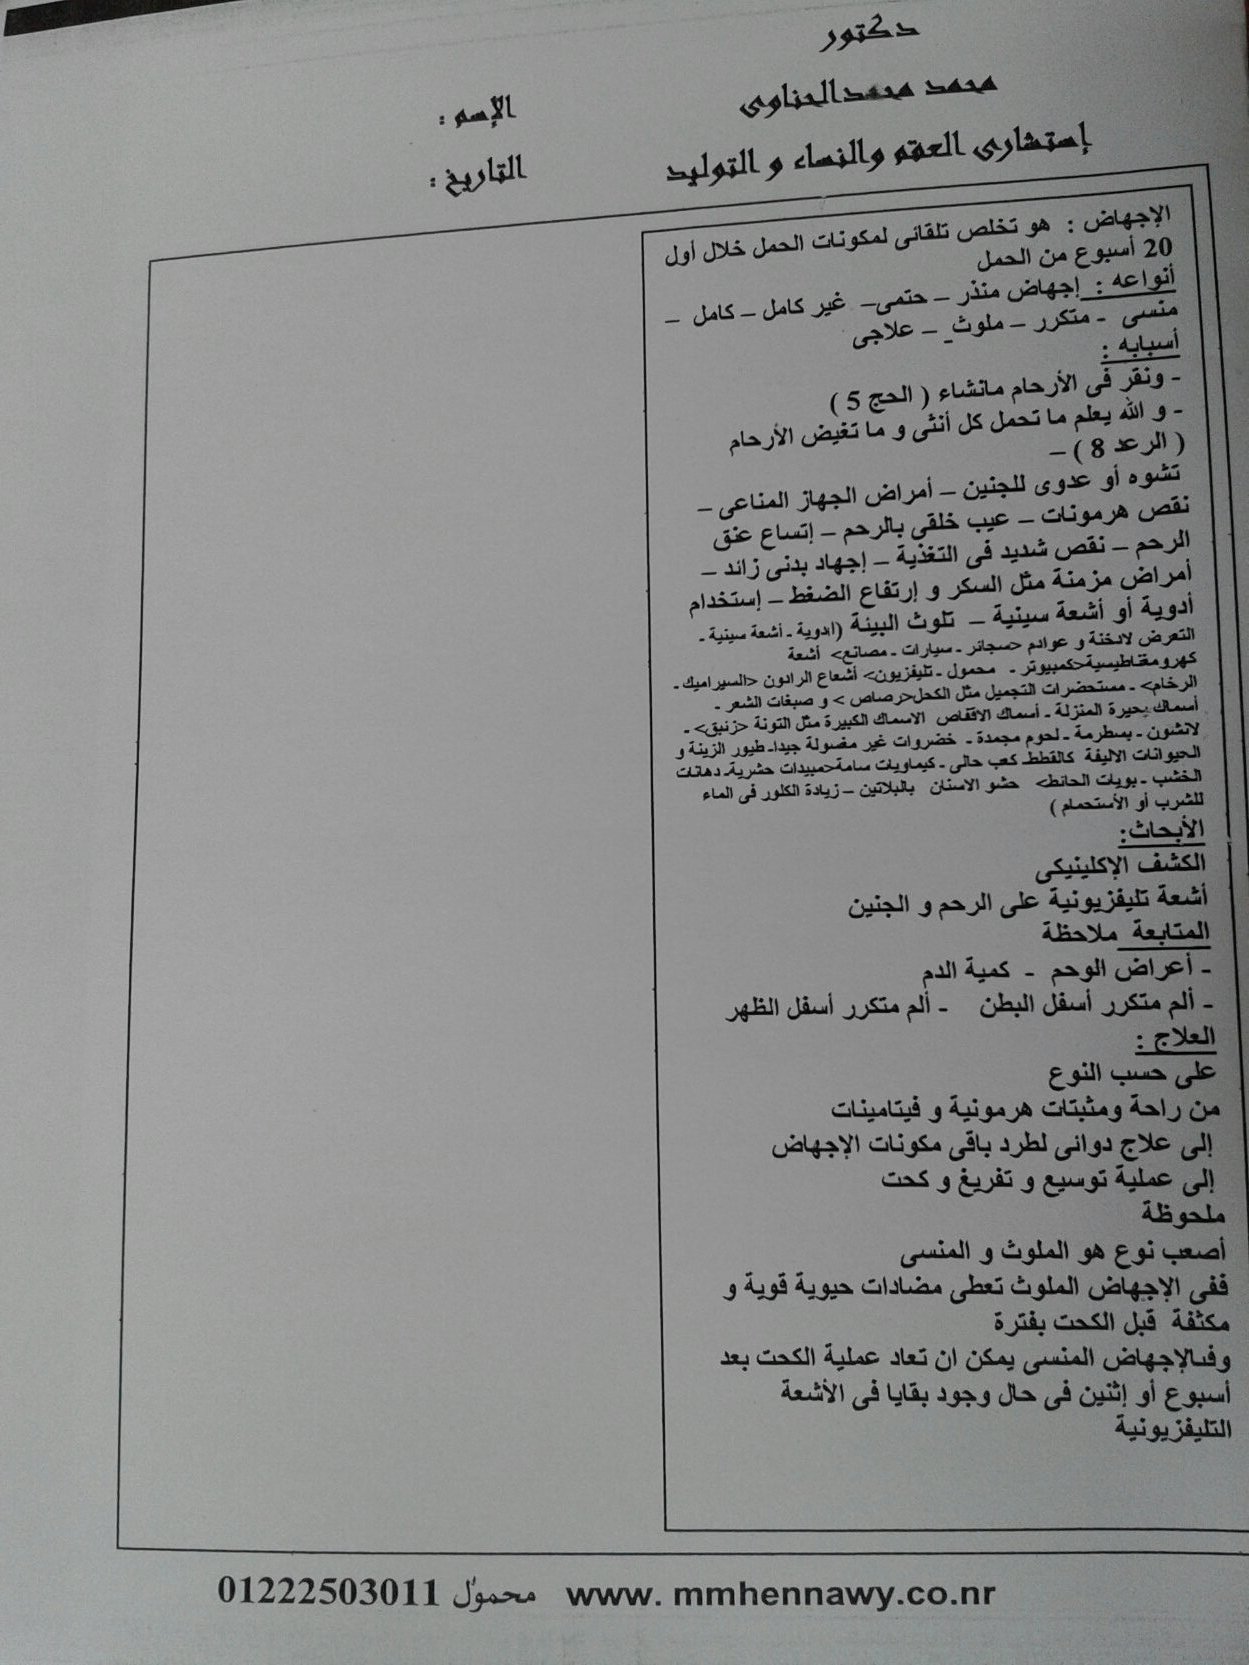 دكتور
محمد محمد الحناوى
إستشارى العقم والنساء و التوليد
الإسم :
التاريخ :
الإجهاض : هو تخلص تلقائى لمكونات الحمل خلال أول
20 أسبوع من الحمل
أنواعه : إجهاض منذر – حتمى– غير كامل – كامل –
منسى - متكرر – ملوث – علاجى
أسبابه :
- ونقر فى الأرحام مانشاء ( الحج 5 )
- و الله يعلم ما تحمل كل أنثى و ما تغيض الأرحام
( الرعد 8 ) –
تشوه أو عدوى للجنين – أمراض الجهاز المناعى –
نقص هرمونات – عيب خلقى بالرحم – إتساع عنق
الرحم – نقص شديد فى التغذية – إجهاد بدنى زائد –
أمراض مزمنة مثل السكر و إرتفاع الضغط – إستخدام
أدوية أو أشعة سينية – تلوث البيئة (ادوية - أشعة سينية -
التعرض لادخنة و عوادم <سجائر - سيارات - مصانع> أشعة
كهرومغناطيسية<كمبيوتر - محمول - تليفزيون> أشعاع الرادون <السيراميك -
الرخام> - مستحضرات التجميل مثل الكحل<رصاص > و صبغات الشعر -
أسماك بحيرة المنزلة - أسماك الاقفاص الاسماك الكبيرة مثل التونة <زئبق> -
لانشون - بسطرمة - لحوم مجمدة - خضروات غير مغسولة جيدا- طيور الزينة و
الحيوانات الاليفة كالقطط- كعب حالى - كيماويات سامة<مبيدات حشرية- دهانات
الخشب - بويات الحائط> حشو الاسنان بالبلاتين – زيادة الكلور فى الماء
للشرب أو الأستحمام )
الأبحاث:
الكشف الإكلينيكى
أشعة تليفزيونية على الرحم و الجنين
المتابعة ملاحظة
- أعراض الوحم - كمية الدم
- ألم متكرر أسفل البطن - ألم متكرر أسفل الظهر
العلاج :
على حسب النوع
من راحة ومثبتات هرمونية و فيتامينات
إلى علاج دوائى لطرد باقى مكونات الإجهاض
إلى عملية توسيع و تفريغ و كحت
ملحوظة
أصعب نوع هو الملوث و المنسى
ففى الإجهاض الملوث تعطى مضادات حيوية قوية و
مكثفة قبل الكحت بفترة
وفىالإجهاض المنسى يمكن ان تعاد عملية الكحت بعد
أسبوع أو إثنين فى حال وجود بقايا فى الأشعة
التليفزيونية
www. mmhennawy.co.nr محمول 01222503011